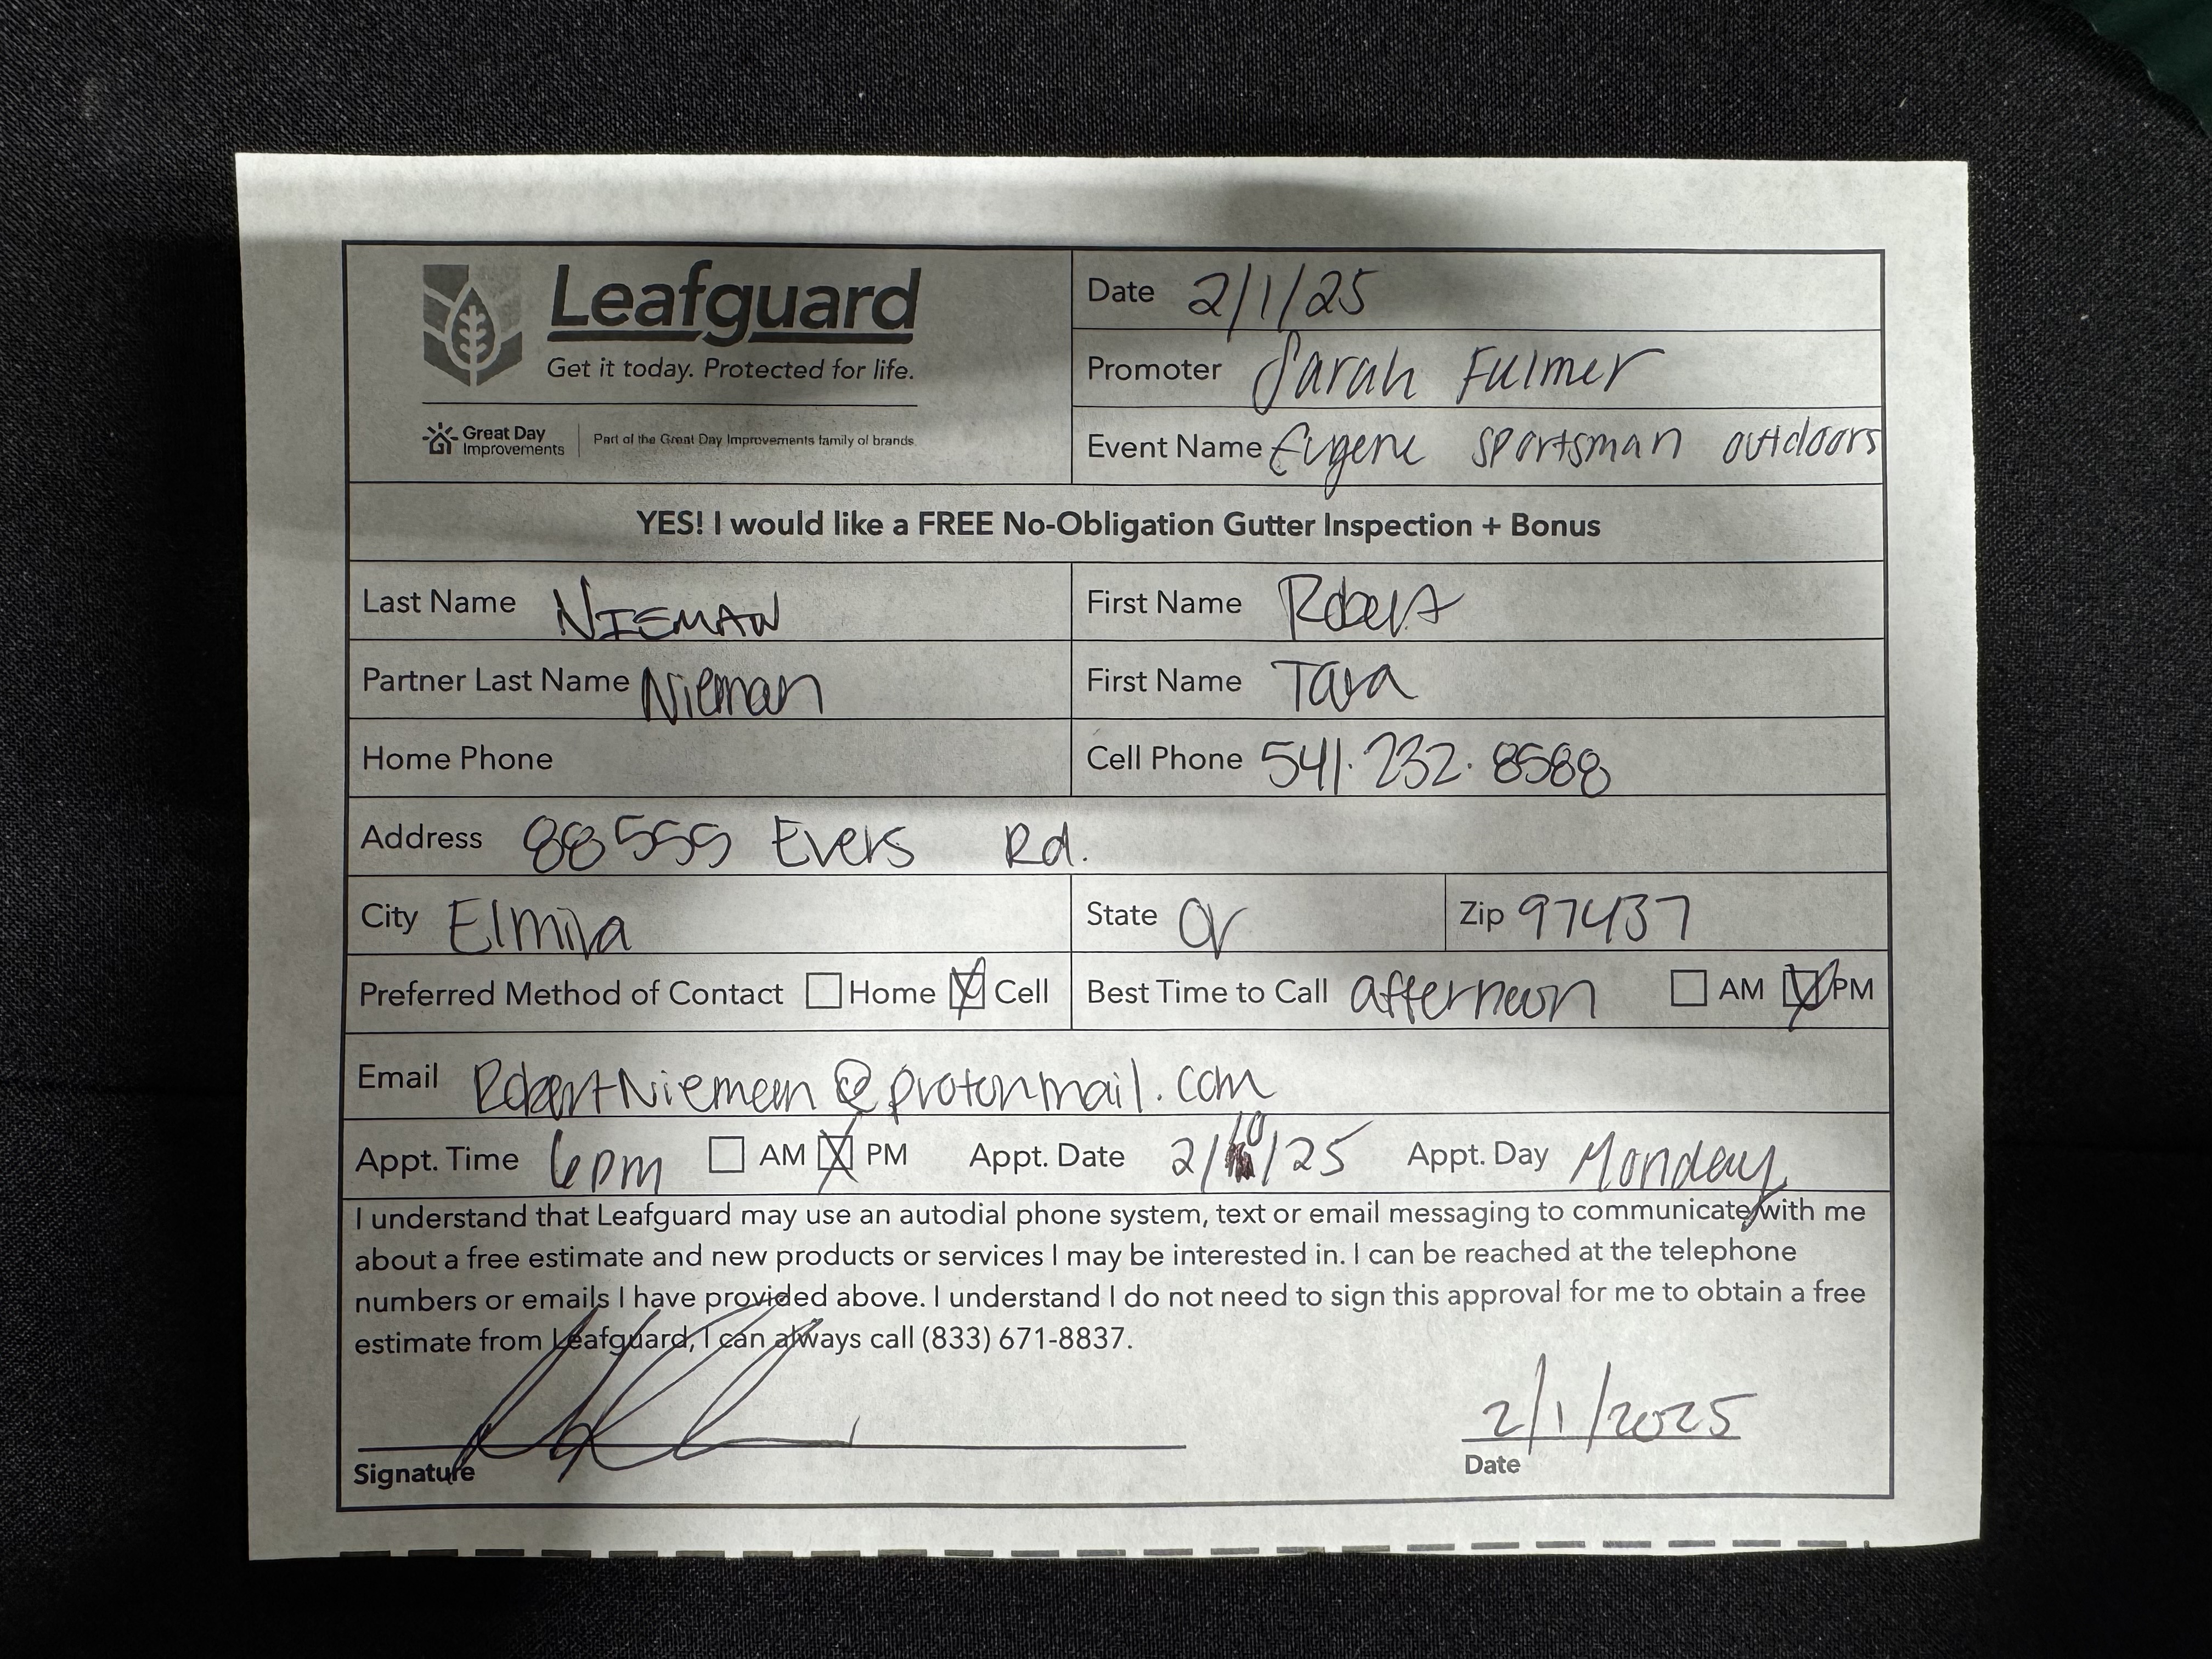 Leafguard
Get it today. Protected for life.
Great Day Improvements | Part of the Great Day Improvements family of brands
Date 2/1/25
Promoter Sarah Fulmer
Event Name Eugene sportsman outdoors
YES! I would like a FREE No-Obligation Gutter Inspection + Bonus
Last Name NIEMAN First Name Robert
Partner Last Name Nieman First Name Tara
Home Phone Cell Phone 541.232.8588
Address 88555 Evers Rd.
City Elmira State Or Zip 97437
Preferred Method of Contact Home Cell Best Time to Call afternoon AM PM
Email RobertNiemen@protonmail.com
Appt. Time 6pm AM PM Appt. Date 2/10/25 Appt. Day Monday
I understand that Leafguard may use an autodial phone system, text or email messaging to communicate with me
about a free estimate and new products or services I may be interested in. I can be reached at the telephone
numbers or emails I have provided above. I understand I do not need to sign this approval for me to obtain a free
estimate from Leafguard, I can always call (833) 671-8837.
2/1/2025
Signature Date